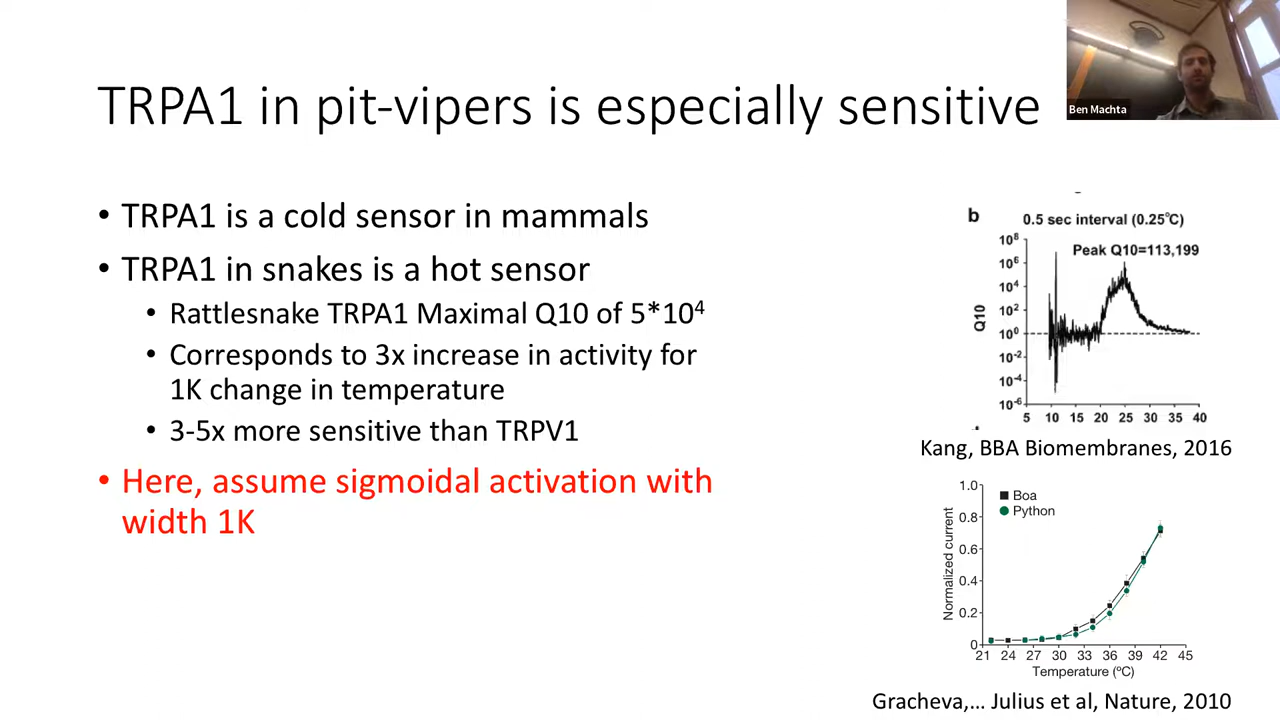 TRPA1 in pit-vipers is especially sensitive
Ben Machta
• TRPA1 is a cold sensor in mammals
• TRPA1 in snakes is a hot sensor
• Rattlesnake TRPA1 Maximal Q10 of 5*10⁴
• Corresponds to 3x increase in activity for
1K change in temperature
• 3-5x more sensitive than TRPV1
• Here, assume sigmoidal activation with
width 1K
b
0.5 sec interval (0.25°C)
Peak Q10=113,199
10⁸
10⁶
10⁴
10²
10⁰
10⁻²
10⁻⁴
10⁻⁶
Q10
5 10 15 20 25 30 35 40
Kang, BBA Biomembranes, 2016
1.0
0.8
0.6
0.4
0.2
0
Normalized current
Boa
Python
21 24 27 30 33 36 39 42 45
Temperature (ºC)
Gracheva,... Julius et al, Nature, 2010